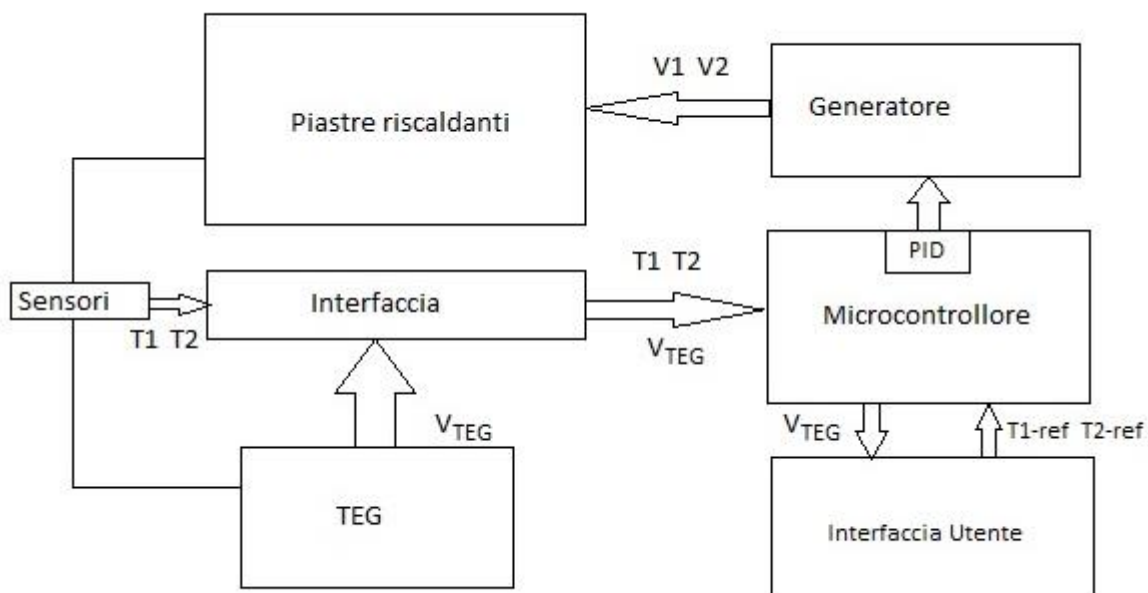 V1 V2
Piastre riscaldanti
Generatore
PID
T1 T2
Sensori
Interfaccia
Microcontrollore
T1 T2
VTEG
VTEG
VTEG
T1-ref T2-ref
TEG
Interfaccia Utente